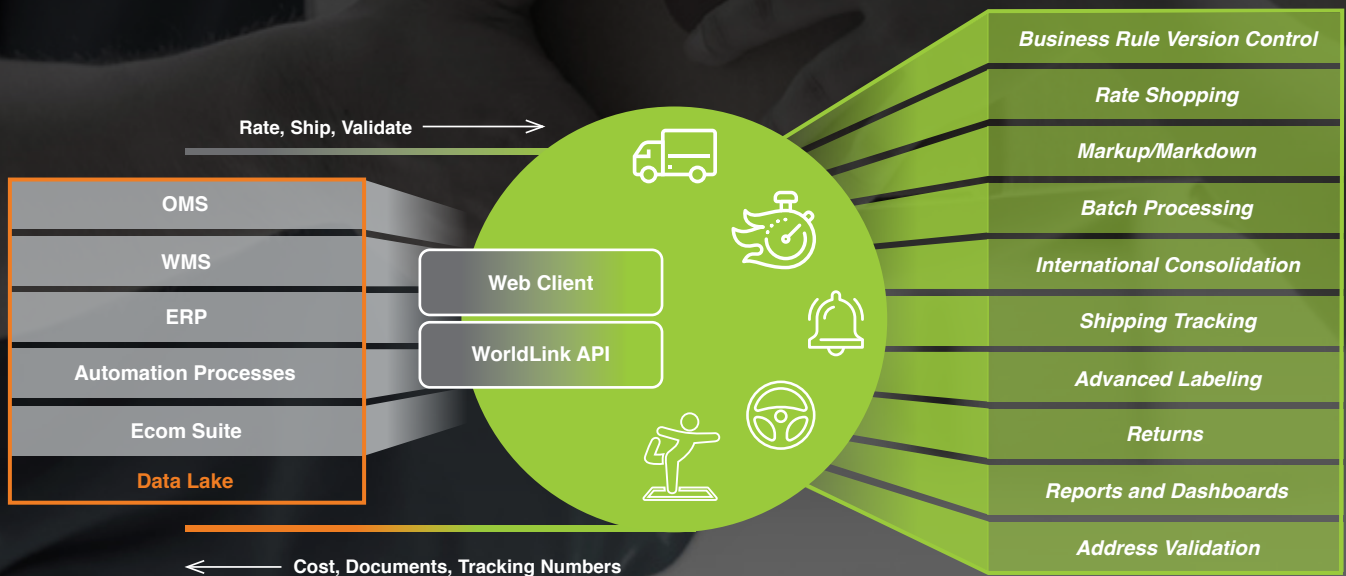 Rate, Ship, Validate
OMS
WMS
ERP
Automation Processes
Ecom Suite
Data Lake
Cost, Documents, Tracking Numbers
Web Client
WorldLink API
Business Rule Version Control
Rate Shopping
Markup/Markdown
Batch Processing
International Consolidation
Shipping Tracking
Advanced Labeling
Returns
Reports and Dashboards
Address Validation